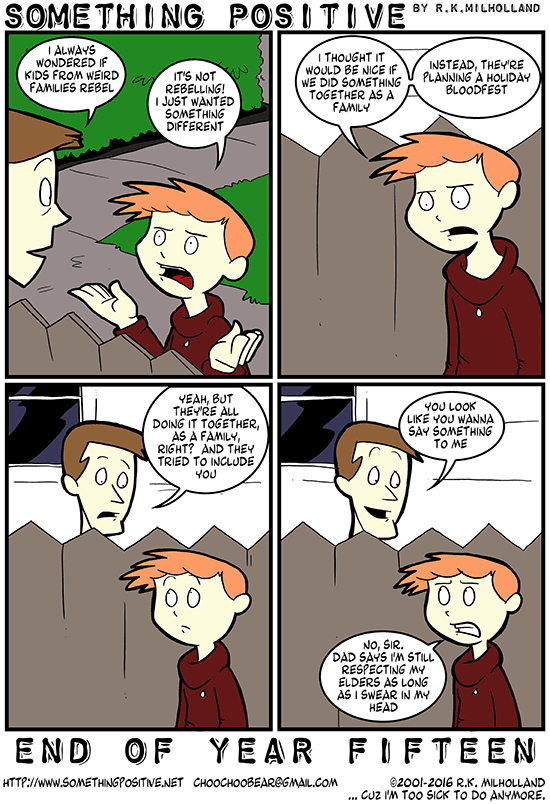 SOMETHING POSITIVE BY R.K.MILHOLLAND
I ALWAYS
WONDERED IF
KIDS FROM WEIRD
FAMILIES REBEL
IT'S NOT
REBELLING!
I JUST WANTED
SOMETHING
DIFFERENT
I THOUGHT IT
WOULD BE NICE IF
WE DID SOMETHING
TOGETHER AS A
FAMILY
INSTEAD, THEY'RE
PLANNING A HOLIDAY
BLOODFEST
YEAH, BUT
THEY'RE ALL
DOING IT TOGETHER,
AS A FAMILY,
RIGHT? AND THEY
TRIED TO INCLUDE
YOU
YOU LOOK
LIKE YOU WANNA
SAY SOMETHING
TO ME
NO, SIR.
DAD SAYS I'M STILL
RESPECTING MY
ELDERS AS LONG
AS I SWEAR IN MY
HEAD
END OF YEAR FIFTEEN
HTTP://WWW.SOMETHINGPOSITIVE.NET CHOOCHOOBEAR@GMAIL.COM ©2001-2016 R.K. MILHOLLAND
... CUZ I'M TOO SICK TO DO ANYMORE.